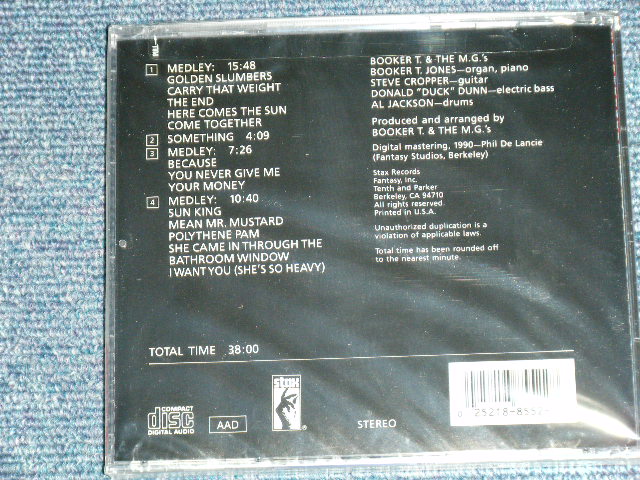 1 MEDLEY: 15:48
GOLDEN SLUMBERS
CARRY THAT WEIGHT
THE END
HERE COMES THE SUN
COME TOGETHER
2 SOMETHING 4:09
3 MEDLEY: 7:26
BECAUSE
YOU NEVER GIVE ME
YOUR MONEY
4 MEDLEY: 10:40
SUN KING
MEAN MR. MUSTARD
POLYTHENE PAM
SHE CAME IN THROUGH THE
BATHROOM WINDOW
I WANT YOU (SHE'S SO HEAVY)
BOOKER T. & THE M.G.'s
BOOKER T. JONES—organ, piano
STEVE CROPPER—guitar
DONALD "DUCK" DUNN—electric bass
AL JACKSON—drums
Produced and arranged by
BOOKER T. & THE M.G.'s
Digital mastering, 1990—Phil De Lancie
(Fantasy Studios, Berkeley)
Stax Records
Fantasy, Inc.
Tenth and Parker
Berkeley, CA 94710
All rights reserved.
Printed in U.S.A.
Unauthorized duplication is a
violation of applicable laws.
Total time has been rounded off
to the nearest minute.
TOTAL TIME 38:00
COMPACT
disc
DIGITAL AUDIO
AAD
stax
STEREO
0 25218-8552